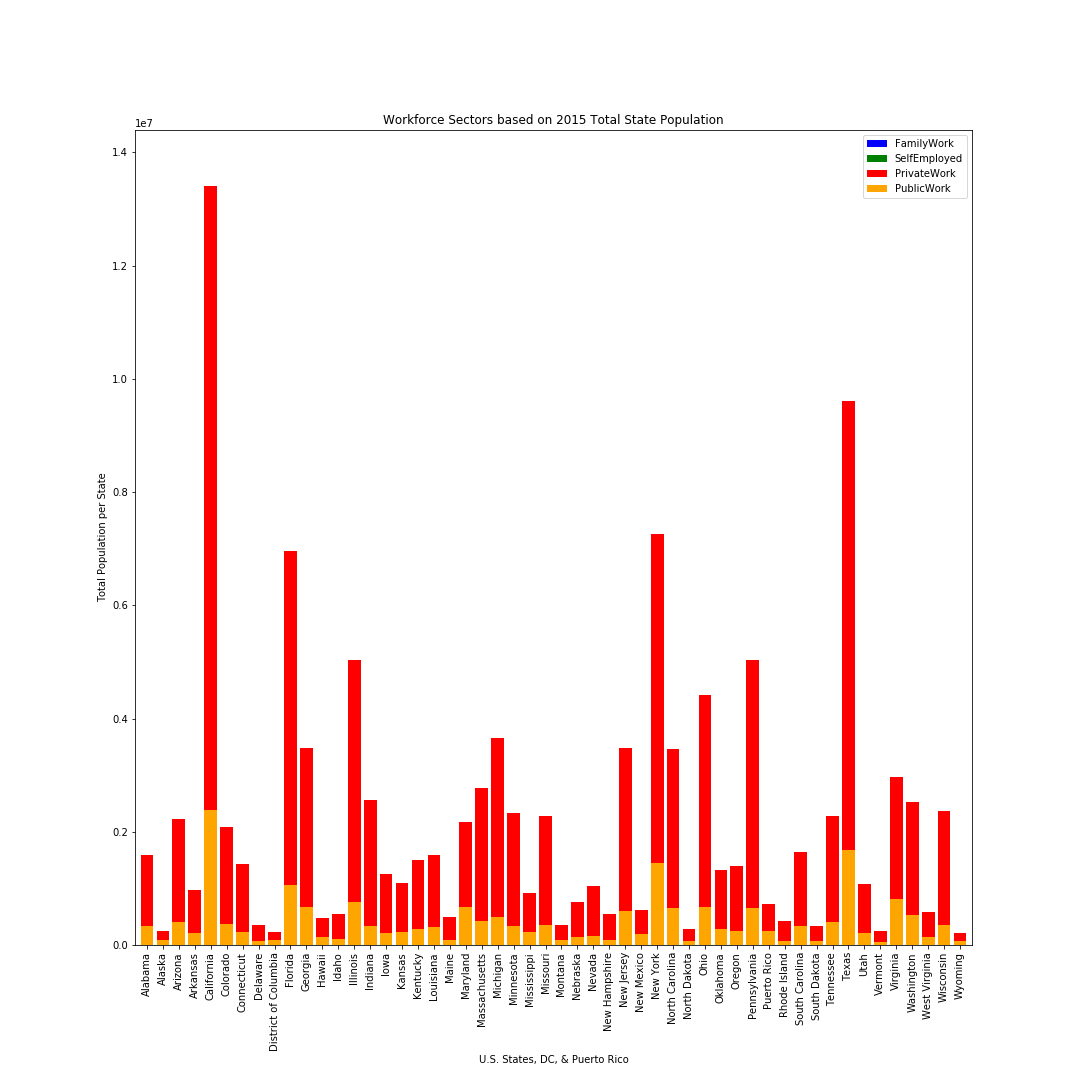 Workforce Sectors based on 2015 Total State Population
1e7
FamilyWork
SelfEmployed
PrivateWork
PublicWork
1.4
1.2
1.0
0.8
0.6
0.4
0.2
0.0
Total Population per State
Alabama
Alaska
Arizona
Arkansas
California
Colorado
Connecticut
Delaware
District of Columbia
Florida
Georgia
Hawaii
Idaho
Illinois
Indiana
Iowa
Kansas
Kentucky
Louisiana
Maine
Maryland
Massachusetts
Michigan
Minnesota
Mississippi
Missouri
Montana
Nebraska
Nevada
New Hampshire
New Jersey
New Mexico
New York
North Carolina
North Dakota
Ohio
Oklahoma
Oregon
Pennsylvania
Puerto Rico
Rhode Island
South Carolina
South Dakota
Tennessee
Texas
Utah
Vermont
Virginia
Washington
West Virginia
Wisconsin
Wyoming
U.S. States, DC, & Puerto Rico